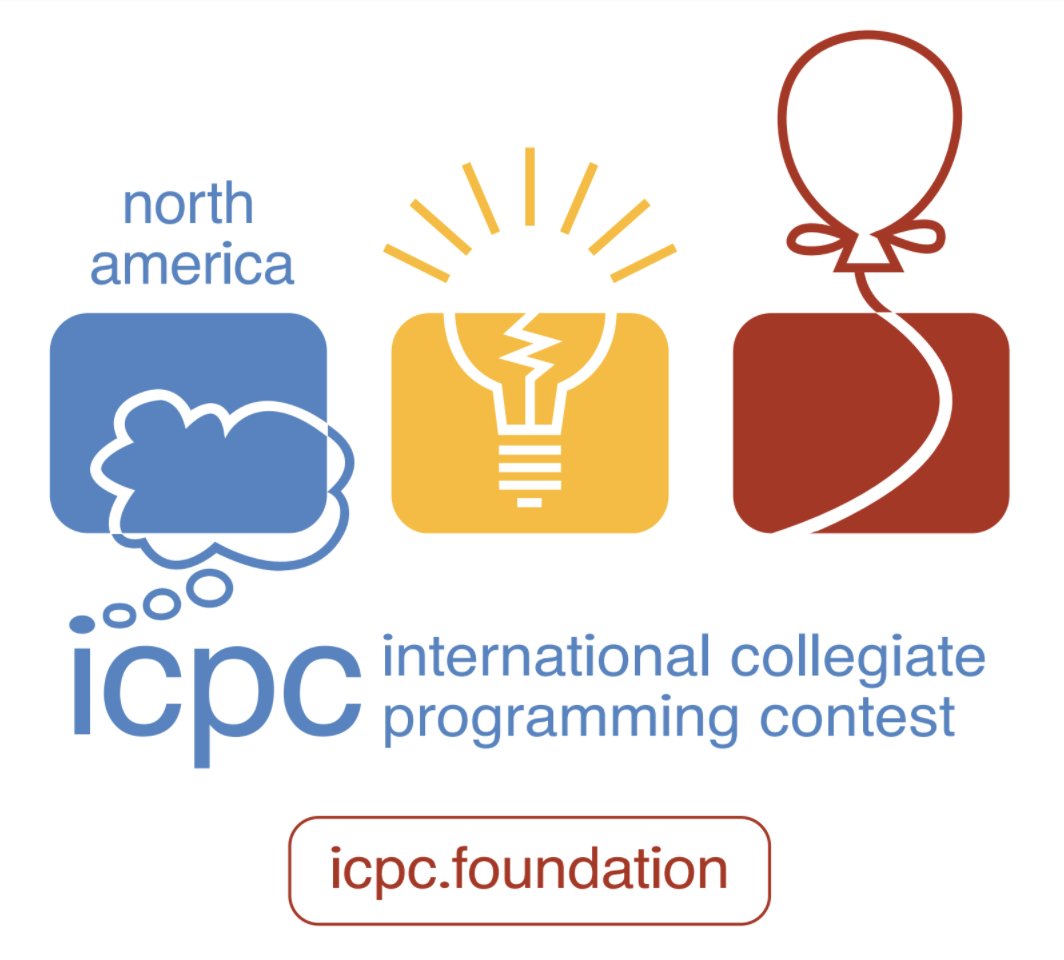 north
america
icpc
international collegiate
programming contest
icpc.foundation